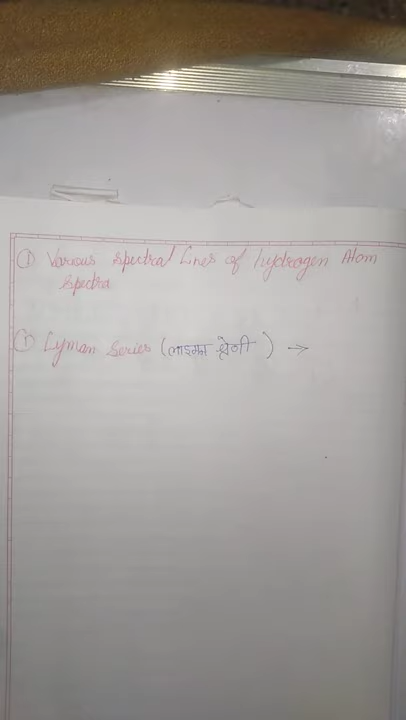 ① Various Spectral Lines of Hydrogen Atom
Spectra
① Lyman Series (लाइमन श्रेणी) →